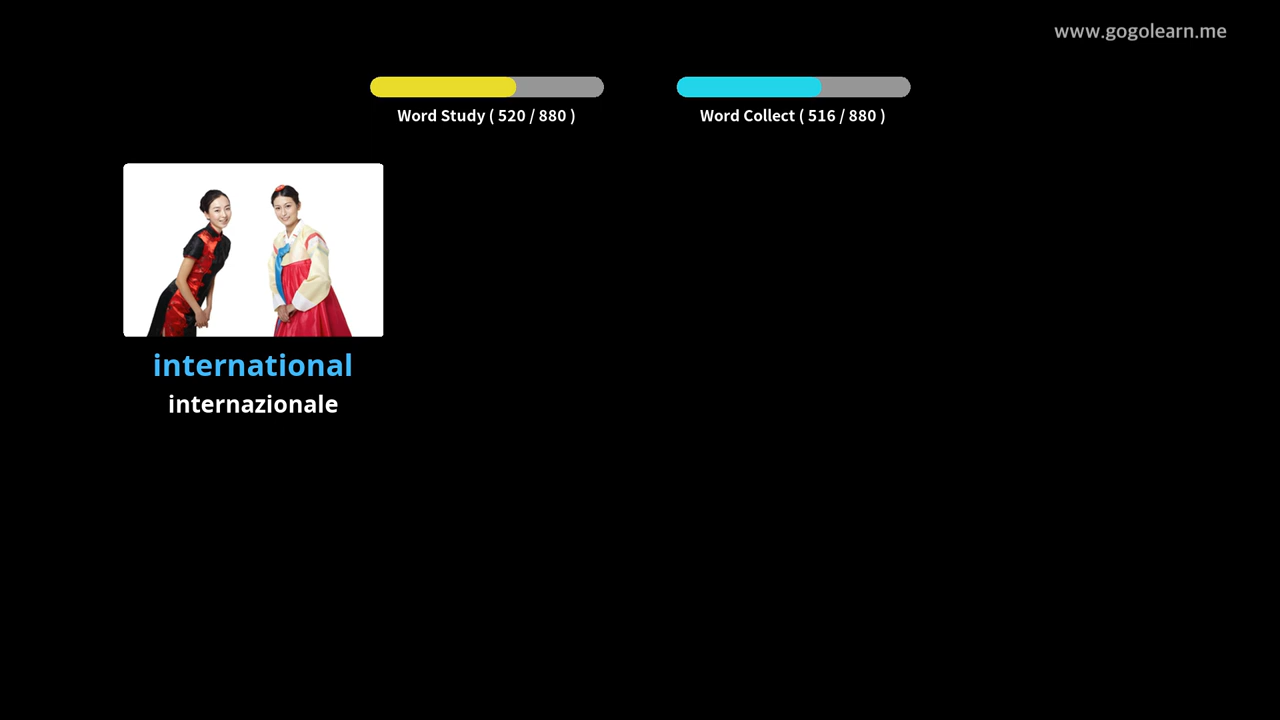 www.gogolearn.me
Word Study ( 520 / 880 )
Word Collect ( 516 / 880 )
international
internazionale